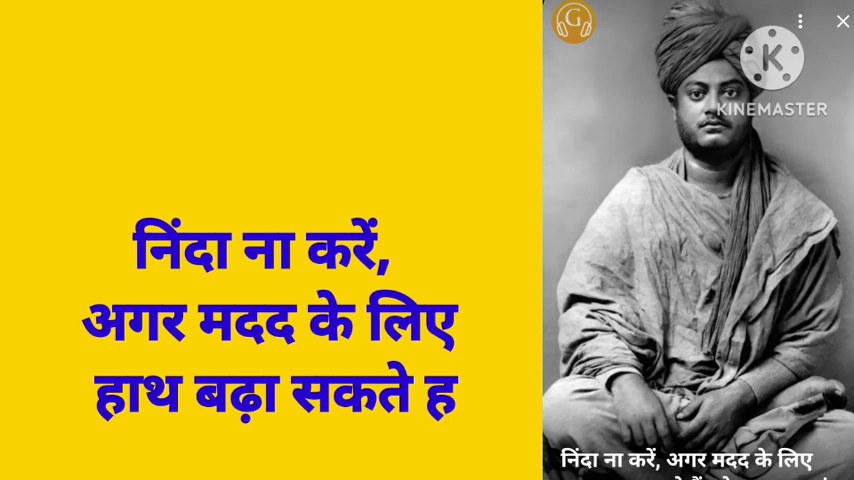 निंदा ना करें,
अगर मदद के लिए
हाथ बढ़ा सकते ह
G
K
KINEMASTER
निंदा ना करें, अगर मदद के लिए